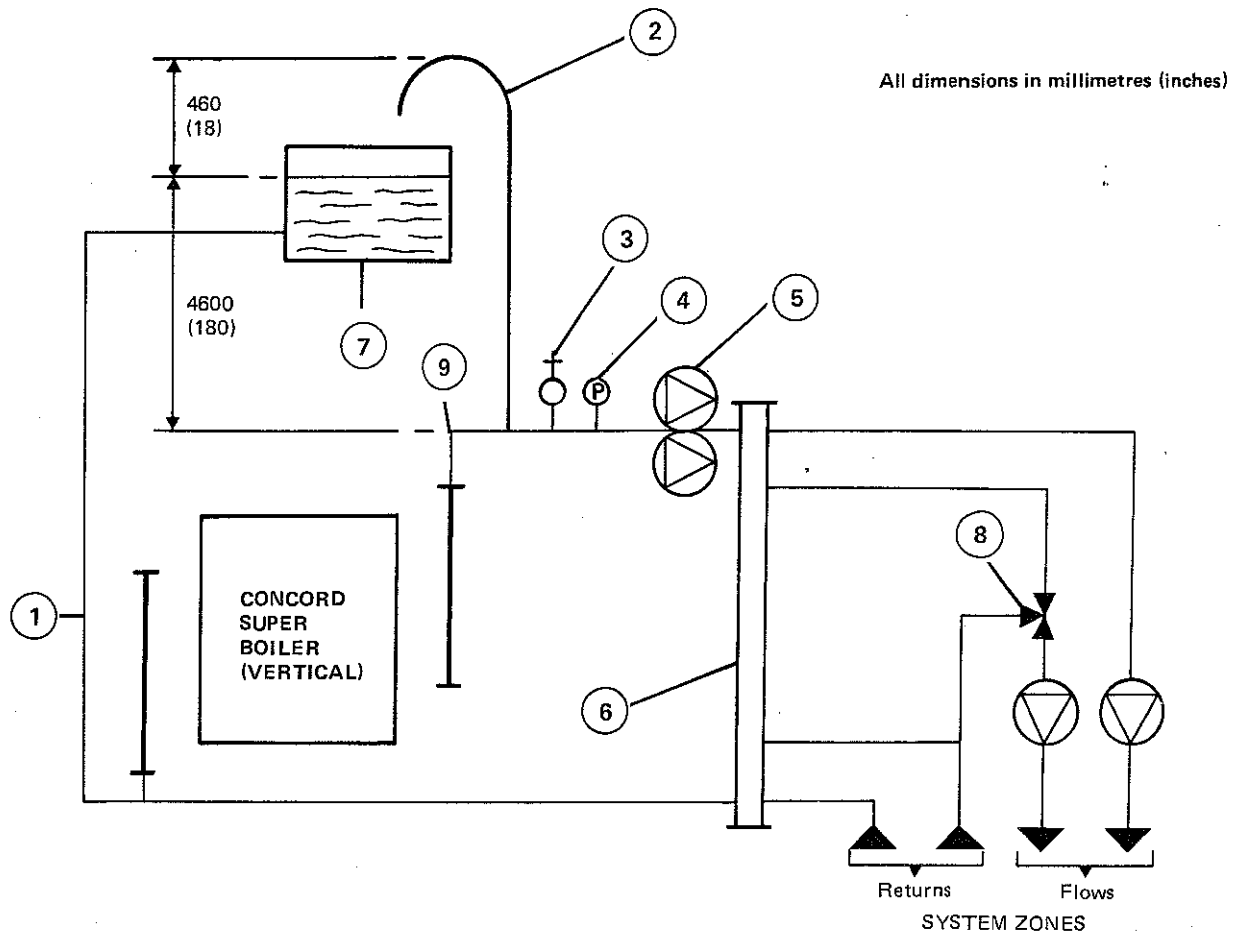 2
All dimensions in millimetres (inches)
460
(18)
3
4
5
4600
(180)
7
9
P
8
CONCORD
SUPER
BOILER
(VERTICAL)
1
6
Returns
Flows
SYSTEM ZONES